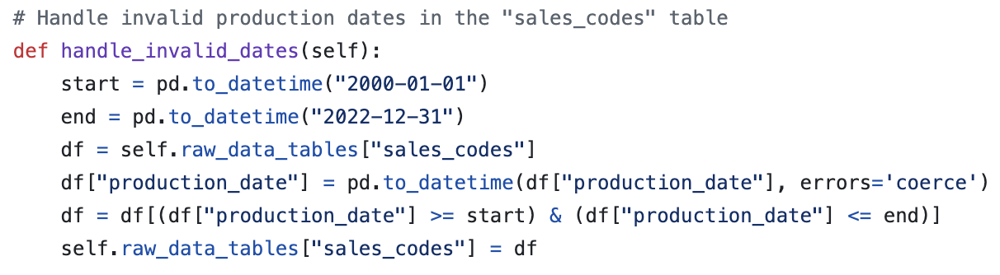 # Handle invalid production dates in the "sales_codes" table
def handle_invalid_dates(self):
    start = pd.to_datetime("2000-01-01")
    end = pd.to_datetime("2022-12-31")
    df = self.raw_data_tables["sales_codes"]
    df["production_date"] = pd.to_datetime(df["production_date"], errors='coerce')
    df = df[(df["production_date"] >= start) & (df["production_date"] <= end)]
    self.raw_data_tables["sales_codes"] = df